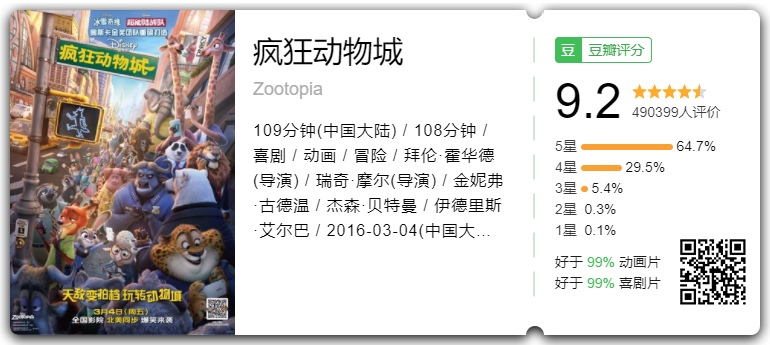 冰雪奇缘
超能陆战队
奥斯卡金奖团队重磅打造
Disney
疯狂动物城
天敌变拍档 玩转动物城
3月4日(周五)
全国影院 北美同步 爆笑来袭
疯狂动物城
Zootopia
109分钟(中国大陆) / 108分钟 /
喜剧 / 动画 / 冒险 / 拜伦·霍华德
(导演) / 瑞奇·摩尔(导演) / 金妮弗
·古德温 / 杰森·贝特曼 / 伊德里斯
·艾尔巴 / 2016-03-04(中国大...
豆 豆瓣评分
9.2
490399人评价
5星 64.7%
4星 29.5%
3星 5.4%
2星 0.3%
1星 0.1%
好于 99% 动画片
好于 99% 喜剧片